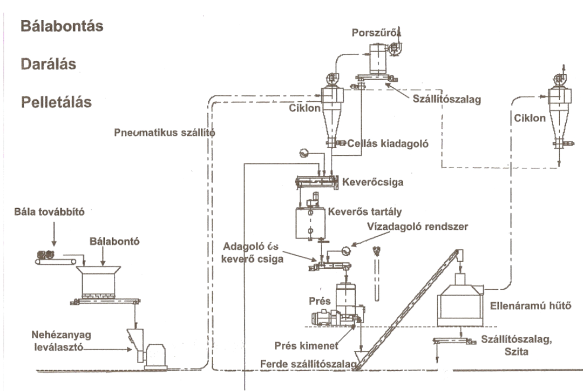 Bálabontás
Darálás
Pelletálás
Porszűrő
Szállítószalag
Ciklon
Ciklon
Pneumatikus szállító
Cellás kiadagoló
Keverőcsiga
Keverős tartály
Vízadagoló rendszer
Adagoló és
keverő csiga
Bála továbbító
Bálabontó
Prés
Ellenáramú hűtő
Nehézanyag
leválasztó
Prés kimenet
Ferde szállítószalag
Szállítószalag,
Szita